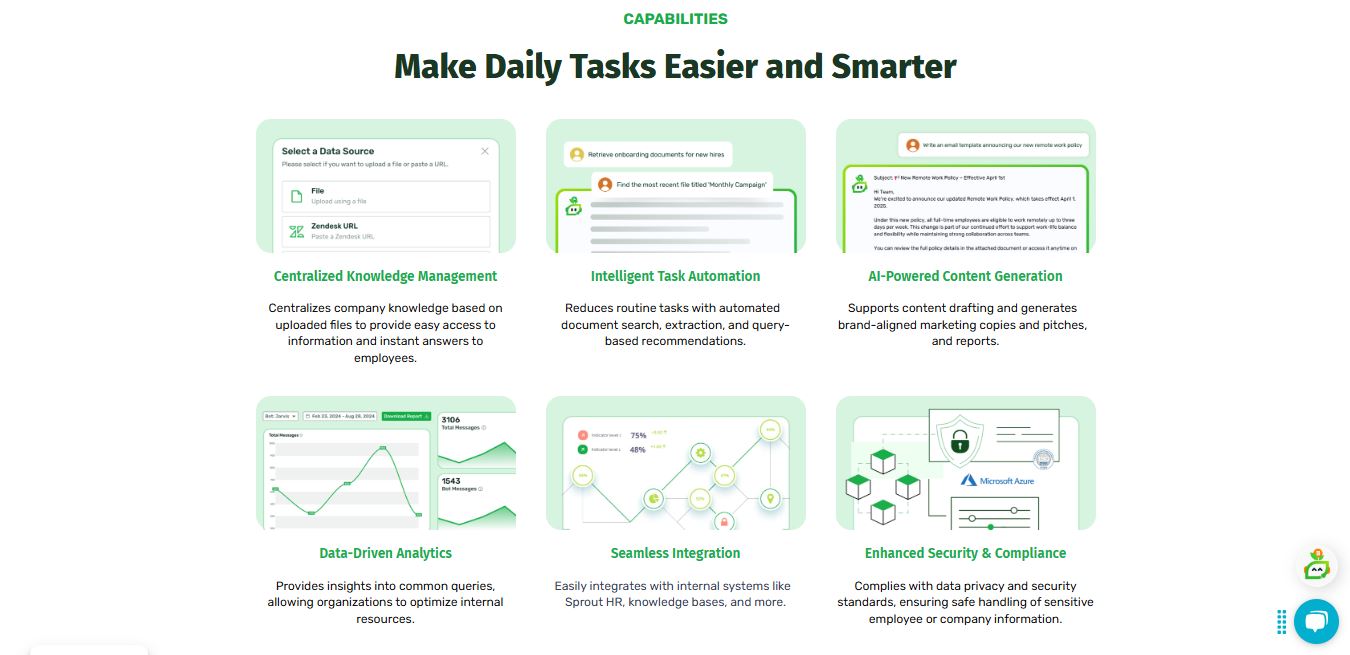 CAPABILITIES
Make Daily Tasks Easier and Smarter
Select a Data Source
Please select if you want to upload a file or paste a URL.
File
Upload using a file
Zendesk URL
Paste a Zendesk URL
Centralized Knowledge Management
Centralizes company knowledge based on
uploaded files to provide easy access to
information and instant answers to
employees.
Retrieve onboarding documents for new hires
Find the most recent file titled 'Monthly Campaign'
Intelligent Task Automation
Reduces routine tasks with automated
document search, extraction, and query-
based recommendations.
Write an email template announcing our new remote work policy
Subject: New Remote Work Policy – Effective April 1st
Hi Team,
We're excited to announce our updated Remote Work Policy, which takes effect April 1,
2025.
Under this new policy, all full-time employees are eligible to work remotely up to three
days per week. This change is part of our continued effort to support work-life balance
and flexibility while maintaining strong collaboration across teams.
You can review the full policy details in the attached document or access it anytime on
AI-Powered Content Generation
Supports content drafting and generates
brand-aligned marketing copies and pitches,
and reports.
Bot: Jarvis
Feb 23, 2024 - Aug 29, 2024
Download Report
Total Messages
3106
Total Messages
1543
Bot Messages
Data-Driven Analytics
Provides insights into common queries,
allowing organizations to optimize internal
resources.
75%
48%
Seamless Integration
Easily integrates with internal systems like
Sprout HR, knowledge bases, and more.
Microsoft Azure
Enhanced Security & Compliance
Complies with data privacy and security
standards, ensuring safe handling of sensitive
employee or company information.